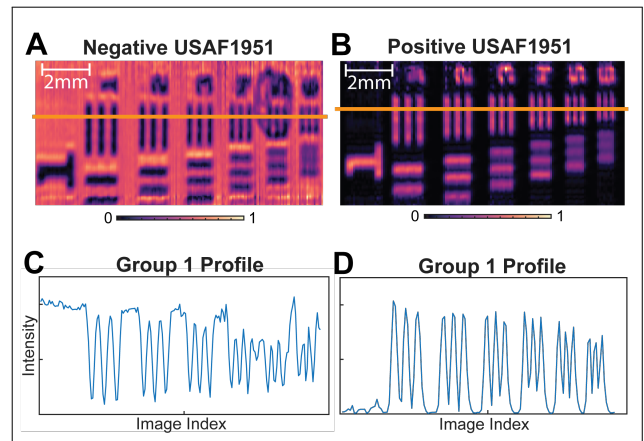 A
Negative USAF1951
2mm
0
1
B
Positive USAF1951
2mm
0
1
C
Group 1 Profile
Intensity
Image Index
D
Group 1 Profile
Image Index